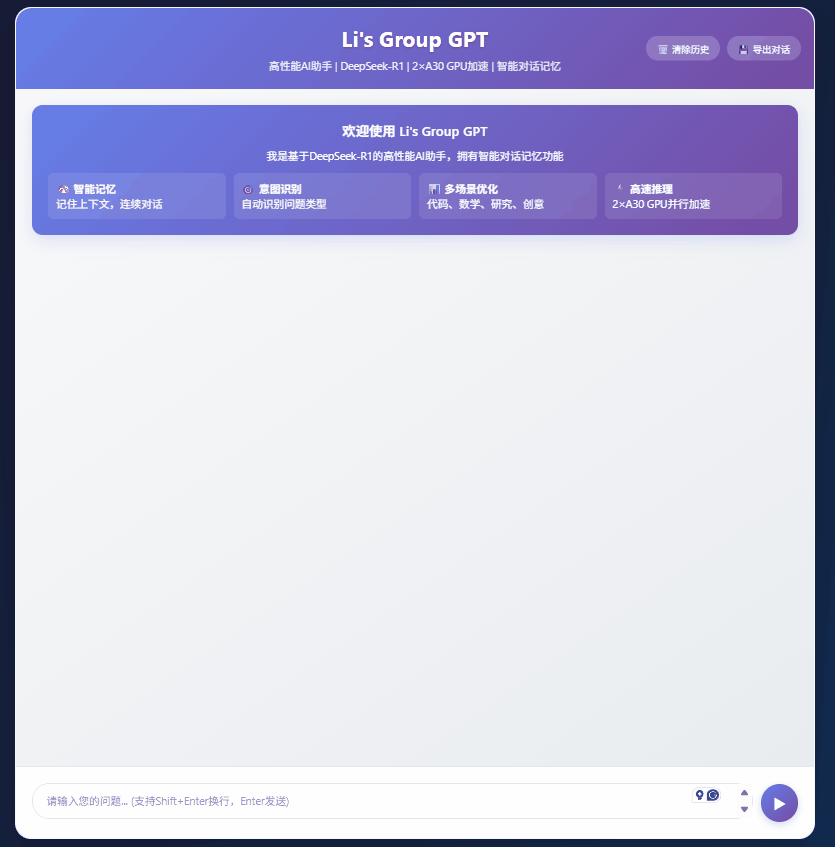 Li's Group GPT
高性能AI助手 | DeepSeek-R1 | 2×A30 GPU加速 | 智能对话记忆
清除历史
导出对话
欢迎使用 Li's Group GPT
我是基于DeepSeek-R1的高性能AI助手，拥有智能对话记忆功能
智能记忆
记住上下文，连续对话
意图识别
自动识别问题类型
多场景优化
代码、数学、研究、创意
高速推理
2×A30 GPU并行加速
请输入您的问题... (支持Shift+Enter换行，Enter发送)